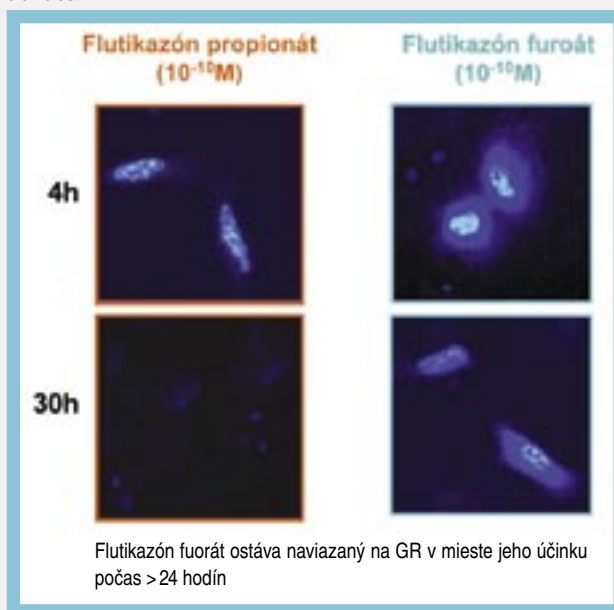 Flutikazón propionát
(10⁻¹⁰M)
Flutikazón furoát
(10⁻¹⁰M)
4h
30h
Flutikazón fuorát ostáva naviazaný na GR v mieste jeho účinku
počas > 24 hodín